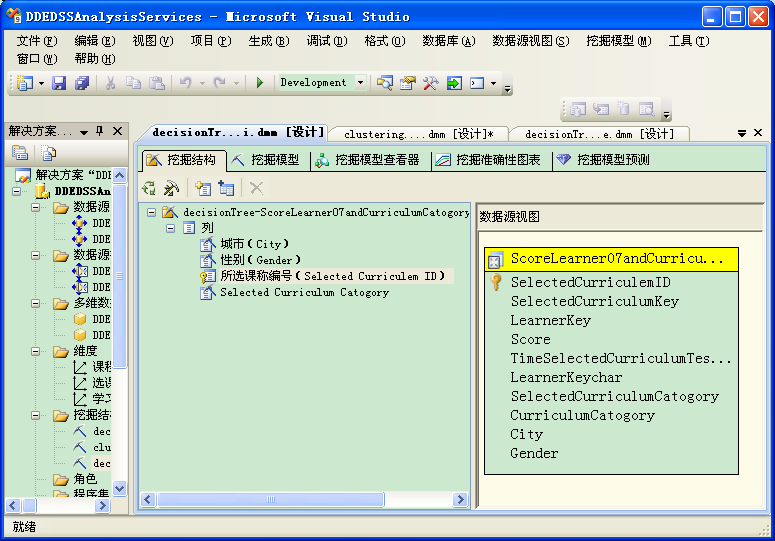 DDEDSSAnalysisServices - Microsoft Visual Studio
文件(F) 编辑(E) 视图(V) 项目(P) 生成(B) 调试(D) 格式(O) 数据库(A) 数据源视图(S) 挖掘模型(M) 工具(T)
窗口(W) 帮助(H)
Development
解决方案...
decisionTr...i.dmm [设计] clustering....dmm [设计]* decisionTr...e.dmm [设计]
挖掘结构 挖掘模型 挖掘模型查看器 挖掘准确性图表 挖掘模型预测
解决方案 "DDE
DDEDSSAn
数据源
DDE
DDE
数据源
DDE
DDE
多维数
DDE
DDE
维度
课程
选课
学习
挖掘结
dec
clu
dec
角色
程序集
decisionTree-ScoreLearner07andCurriculumCatogory
列
城市(City)
性别(Gender)
所选课称编号(Selected Curriculem ID)
Selected Curriculum Catogory
数据源视图
ScoreLearner07andCurricu...
SelectedCurriculemID
SelectedCurriculumKey
LearnerKey
Score
TimeSelectedCurriculumTes...
LearnerKeychar
SelectedCurriculumCatogory
CurriculumCatogory
City
Gender
就绪